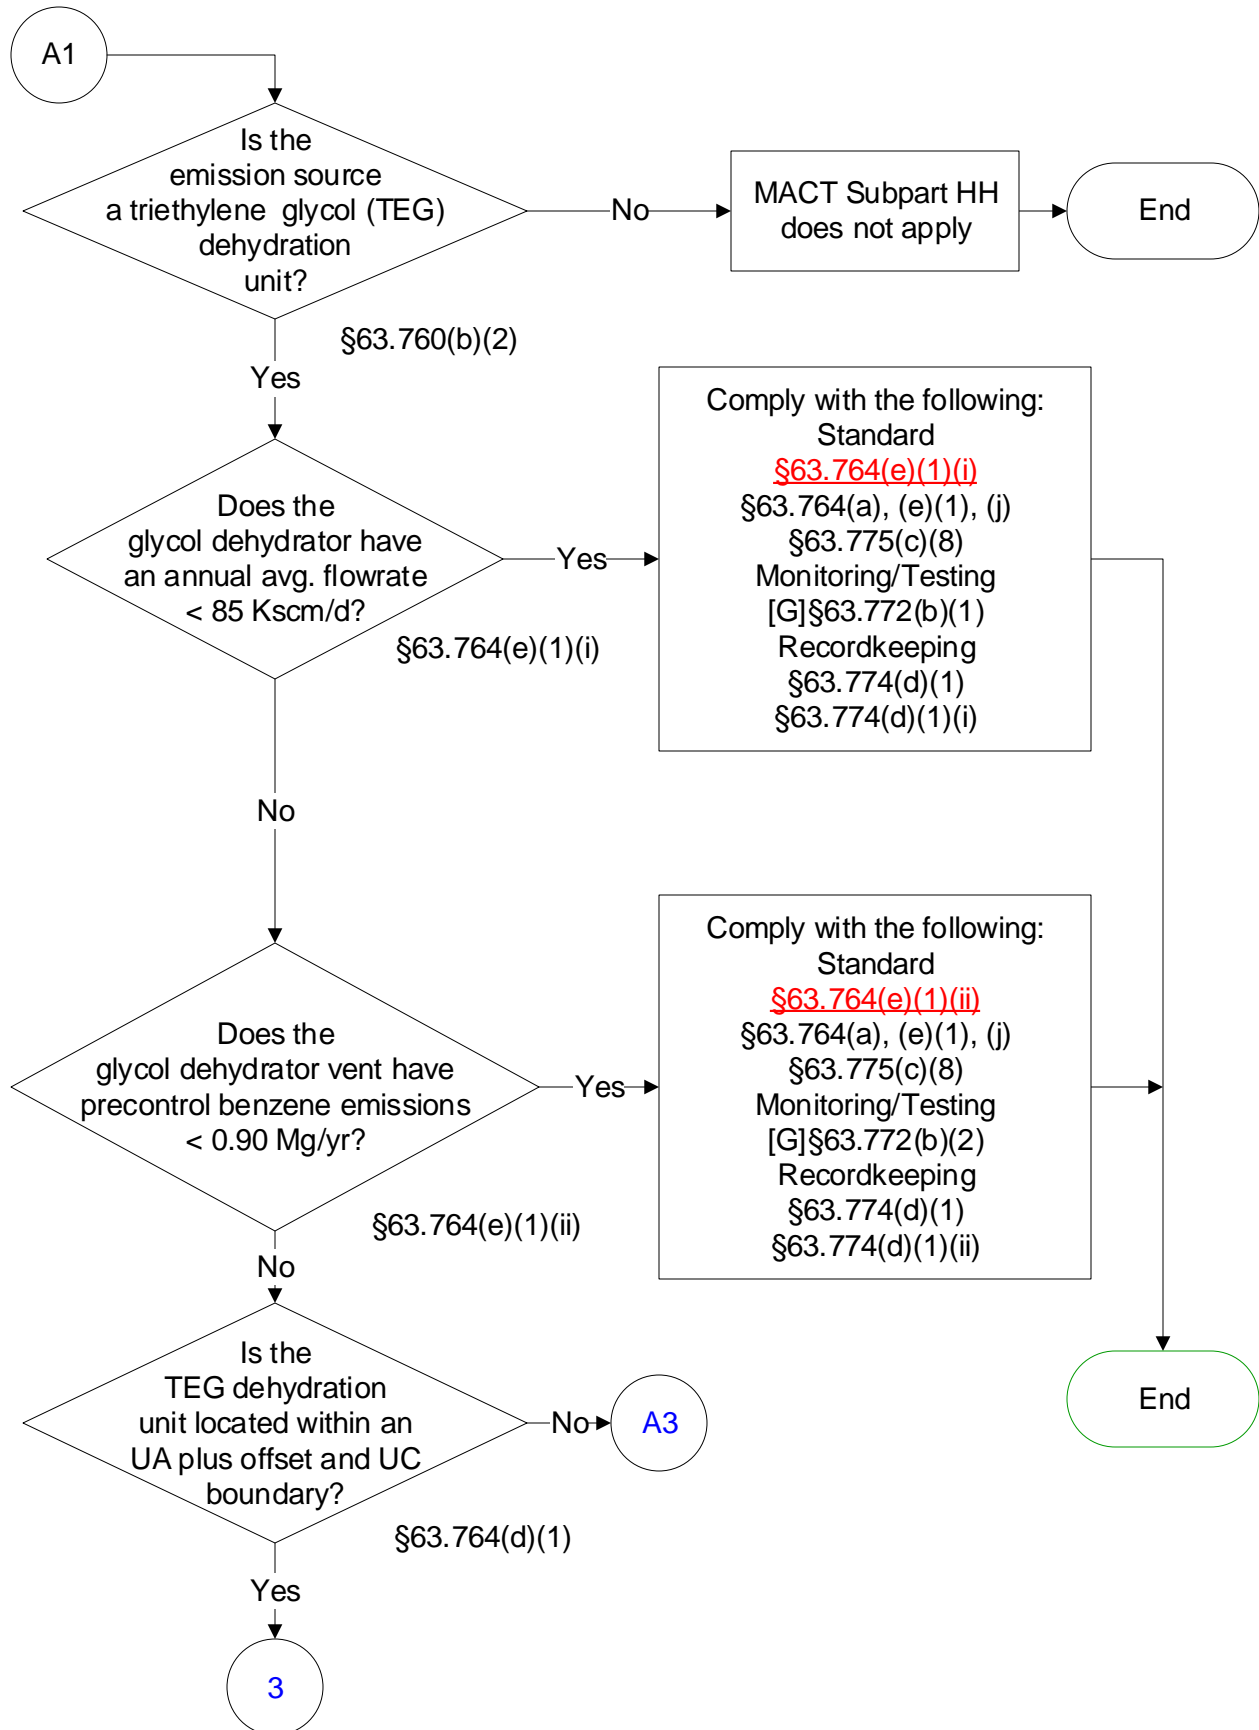 A1
Is the
emission source
a triethylene glycol (TEG)
dehydration
unit?
No
MACT Subpart HH
does not apply
End
§63.760(b)(2)
Yes
Does the
glycol dehydrator have
an annual avg. flowrate
< 85 Kscm/d?
Yes
§63.764(e)(1)(i)
Comply with the following:
Standard
§63.764(e)(1)(i)
§63.764(a), (e)(1), (j)
§63.775(c)(8)
Monitoring/Testing
[G]§63.772(b)(1)
Recordkeeping
§63.774(d)(1)
§63.774(d)(1)(i)
No
Does the
glycol dehydrator vent have
precontrol benzene emissions
< 0.90 Mg/yr?
Yes
§63.764(e)(1)(ii)
Comply with the following:
Standard
§63.764(e)(1)(ii)
§63.764(a), (e)(1), (j)
§63.775(c)(8)
Monitoring/Testing
[G]§63.772(b)(2)
Recordkeeping
§63.774(d)(1)
§63.774(d)(1)(ii)
No
Is the
TEG dehydration
unit located within an
UA plus offset and UC
boundary?
No
A3
End
§63.764(d)(1)
Yes
3